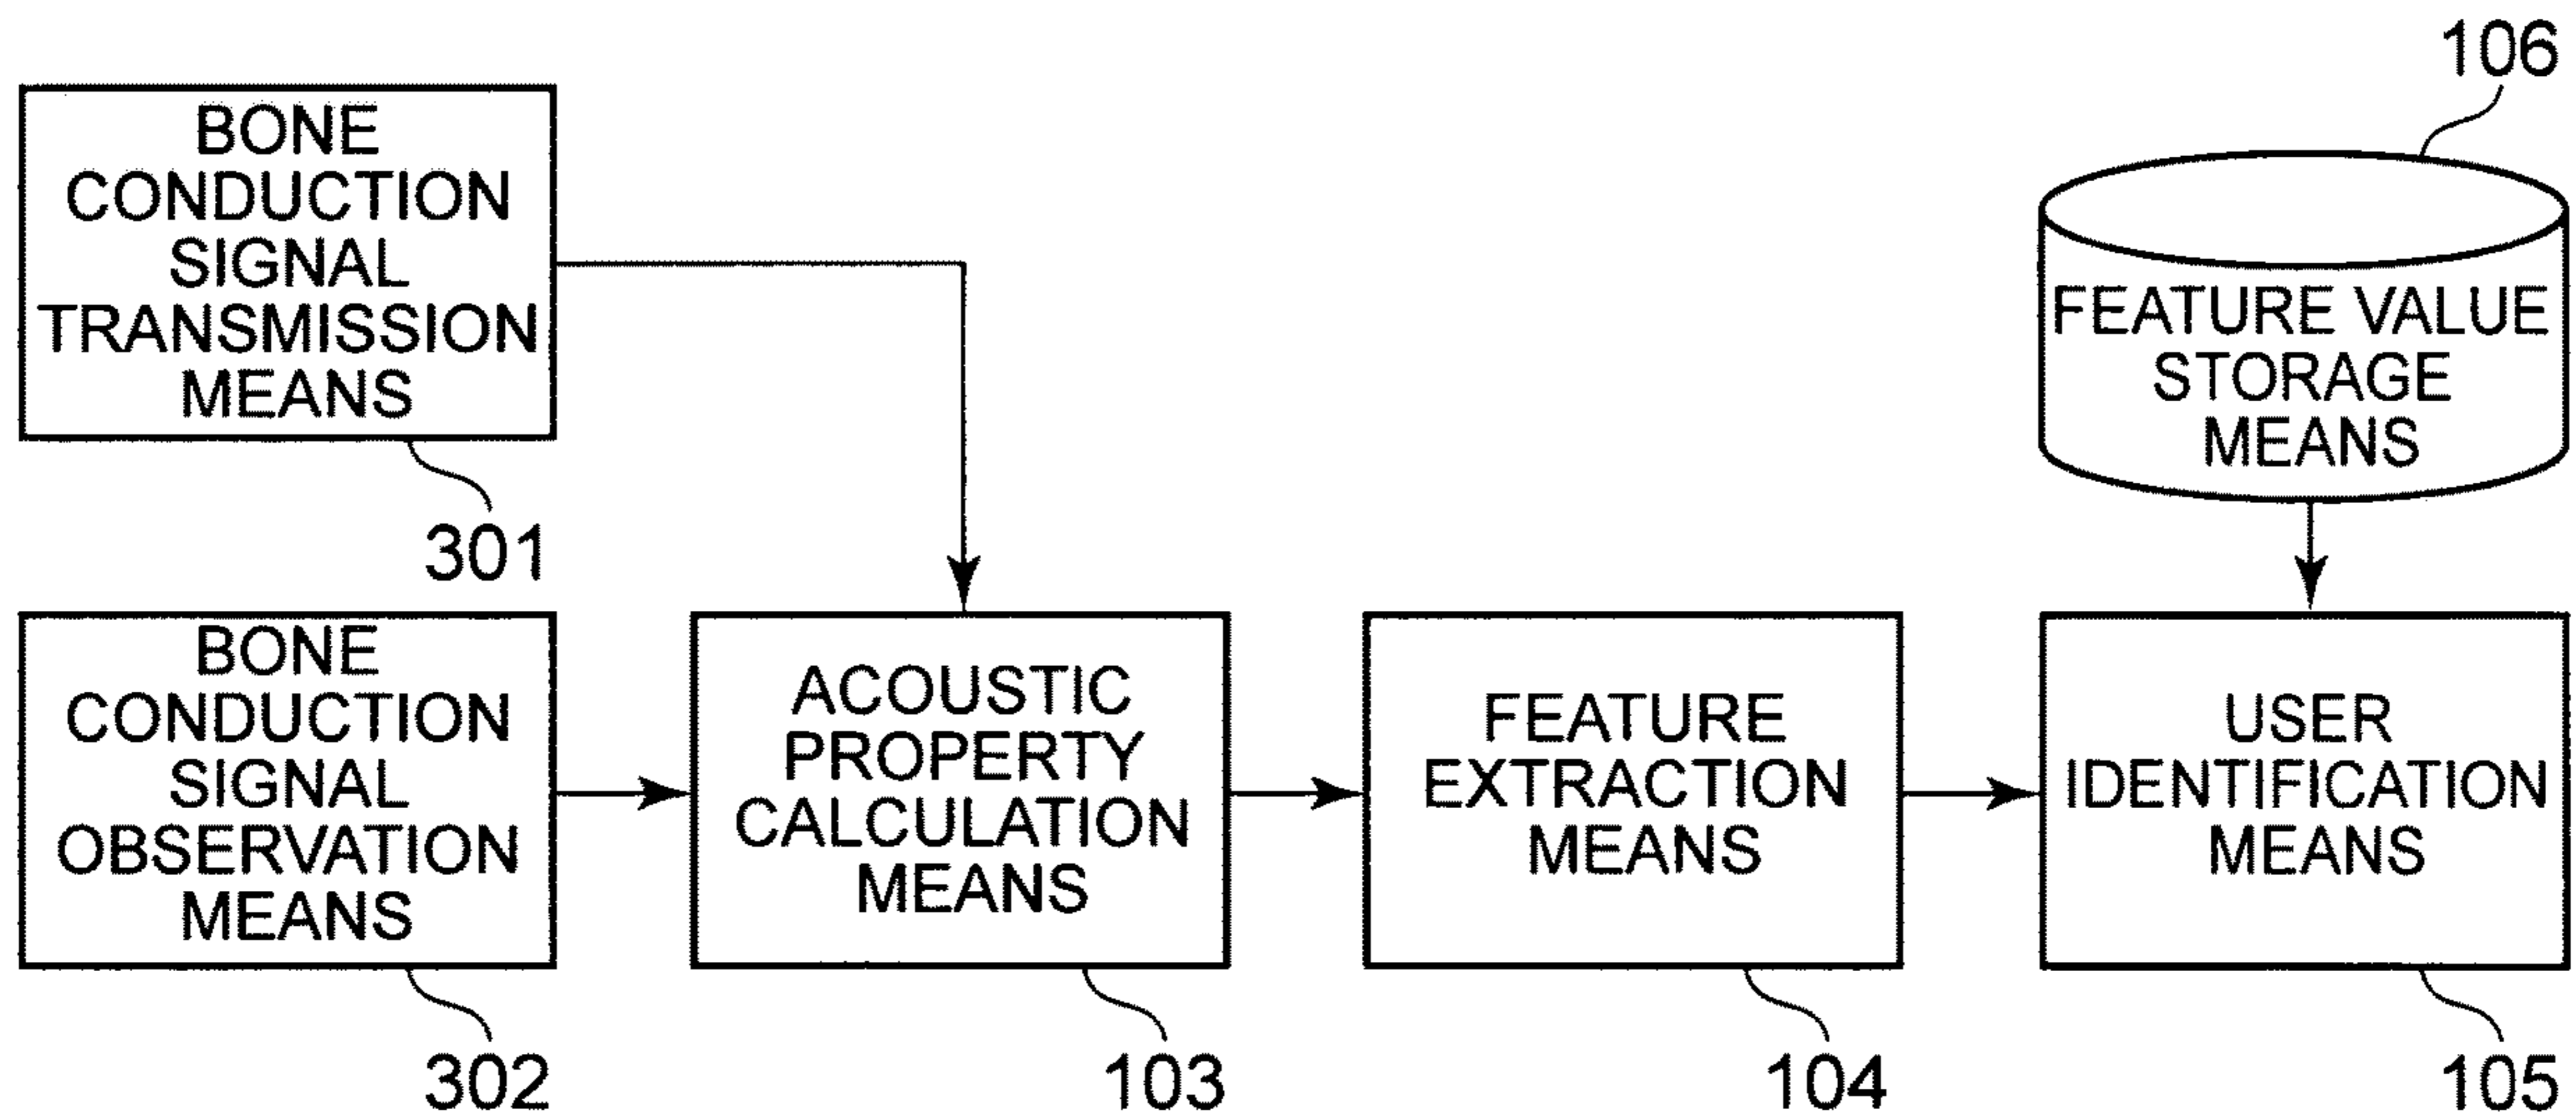 BONE
CONDUCTION
SIGNAL
TRANSMISSION
MEANS
301
106
FEATURE VALUE
STORAGE
MEANS
BONE
CONDUCTION
SIGNAL
OBSERVATION
MEANS
302
ACOUSTIC
PROPERTY
CALCULATION
MEANS
103
FEATURE
EXTRACTION
MEANS
104
USER
IDENTIFICATION
MEANS
105